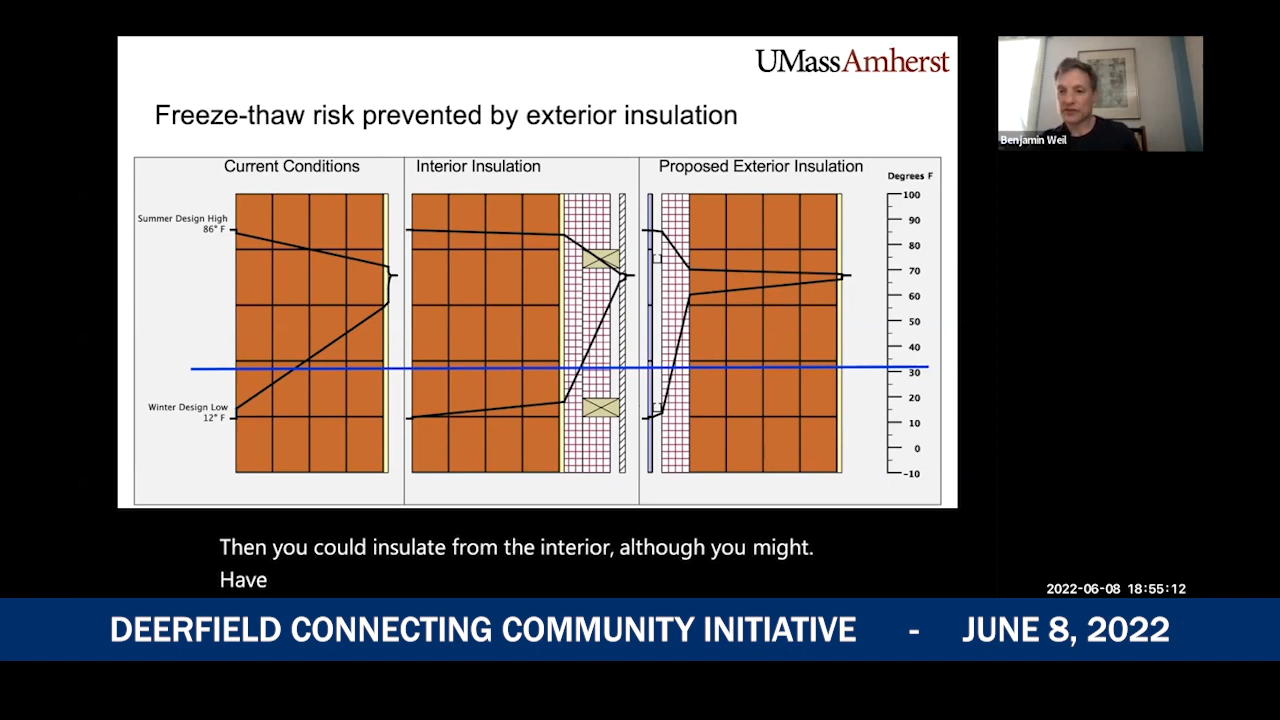 UMassAmherst
Freeze-thaw risk prevented by exterior insulation
Current Conditions
Interior Insulation
Proposed Exterior Insulation
Degrees F
Summer Design High
86° F
Winter Design Low
12° F
100
90
80
70
60
50
40
30
20
10
0
-10
Benjamin Weil
Then you could insulate from the interior, although you might.
Have
2022-06-08 18:55:12
DEERFIELD CONNECTING COMMUNITY INITIATIVE - JUNE 8, 2022